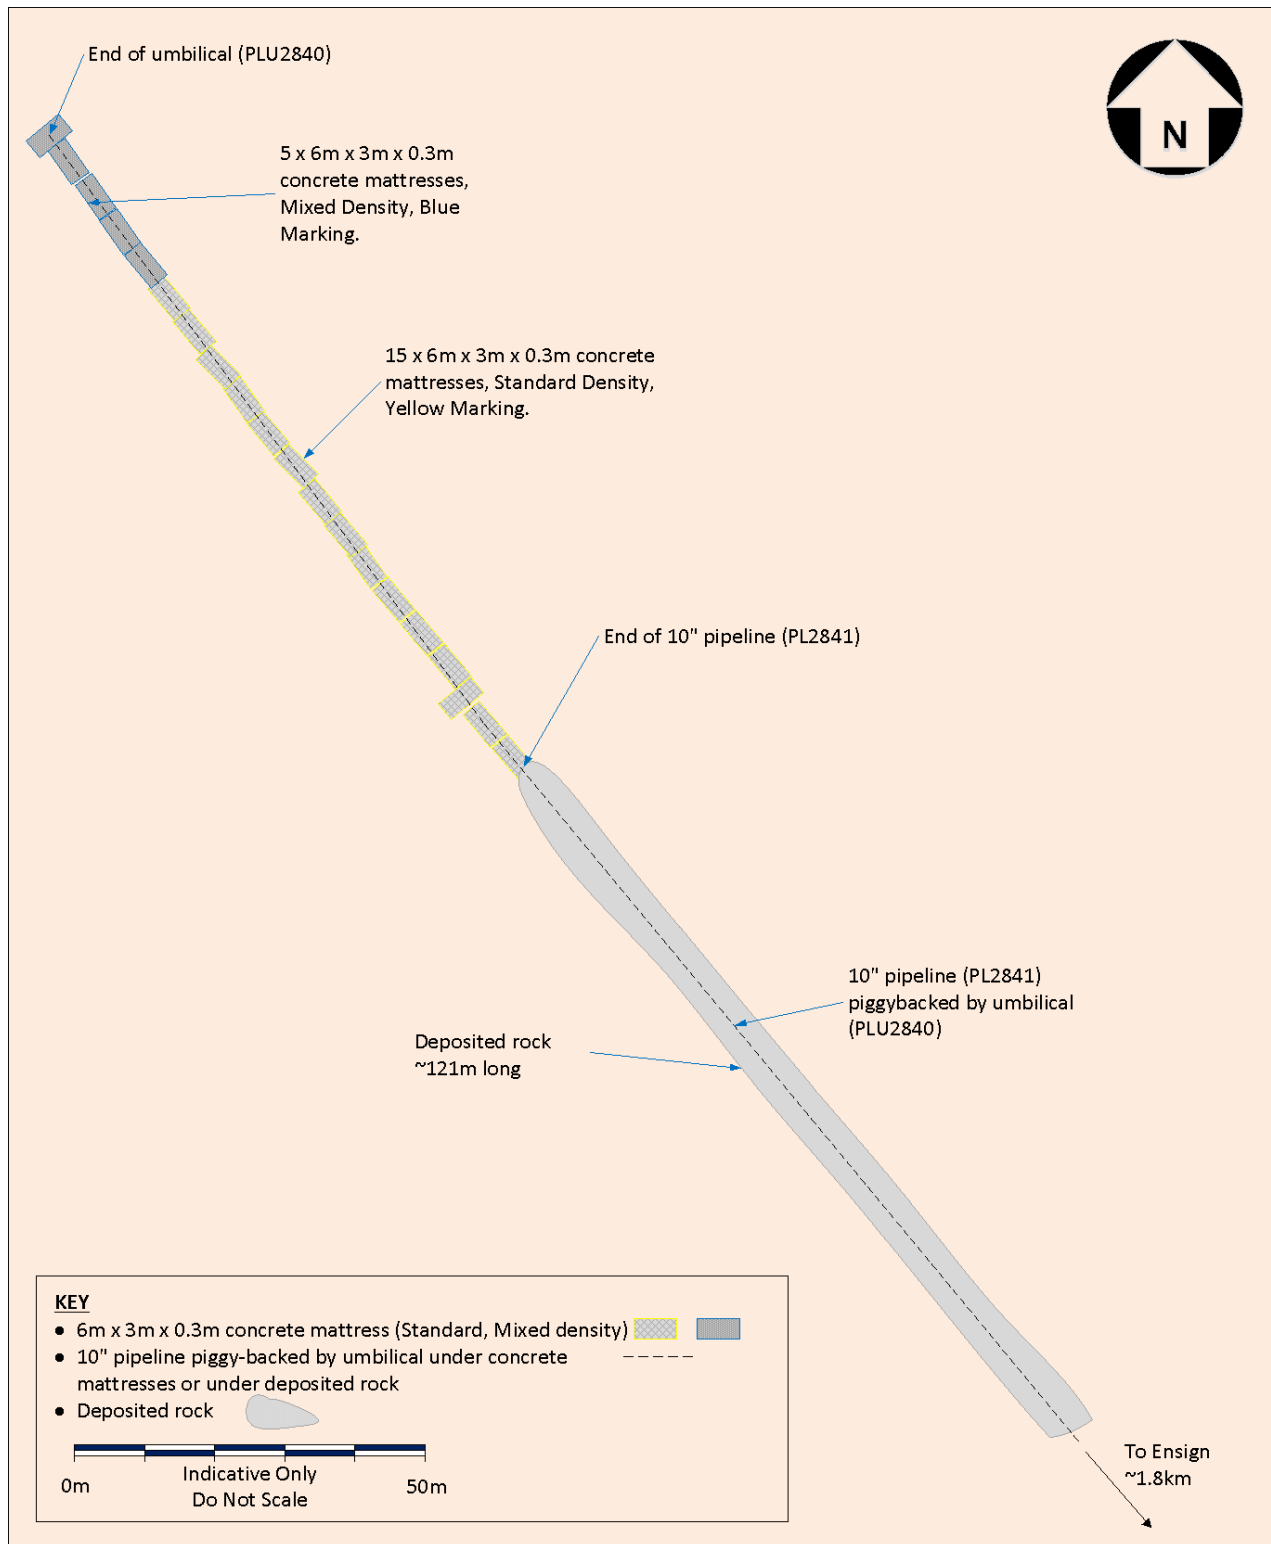 End of umbilical (PLU2840)
N
5 x 6m x 3m x 0.3m
concrete mattresses,
Mixed Density, Blue
Marking.
15 x 6m x 3m x 0.3m concrete
mattresses, Standard Density,
Yellow Marking.
End of 10" pipeline (PL2841)
10" pipeline (PL2841)
piggybacked by umbilical
(PLU2840)
Deposited rock
~121m long
To Ensign
~1.8km
KEY
● 6m x 3m x 0.3m concrete mattress (Standard, Mixed density)
● 10" pipeline piggy-backed by umbilical under concrete
mattresses or under deposited rock
● Deposited rock
0m
Indicative Only
Do Not Scale
50m